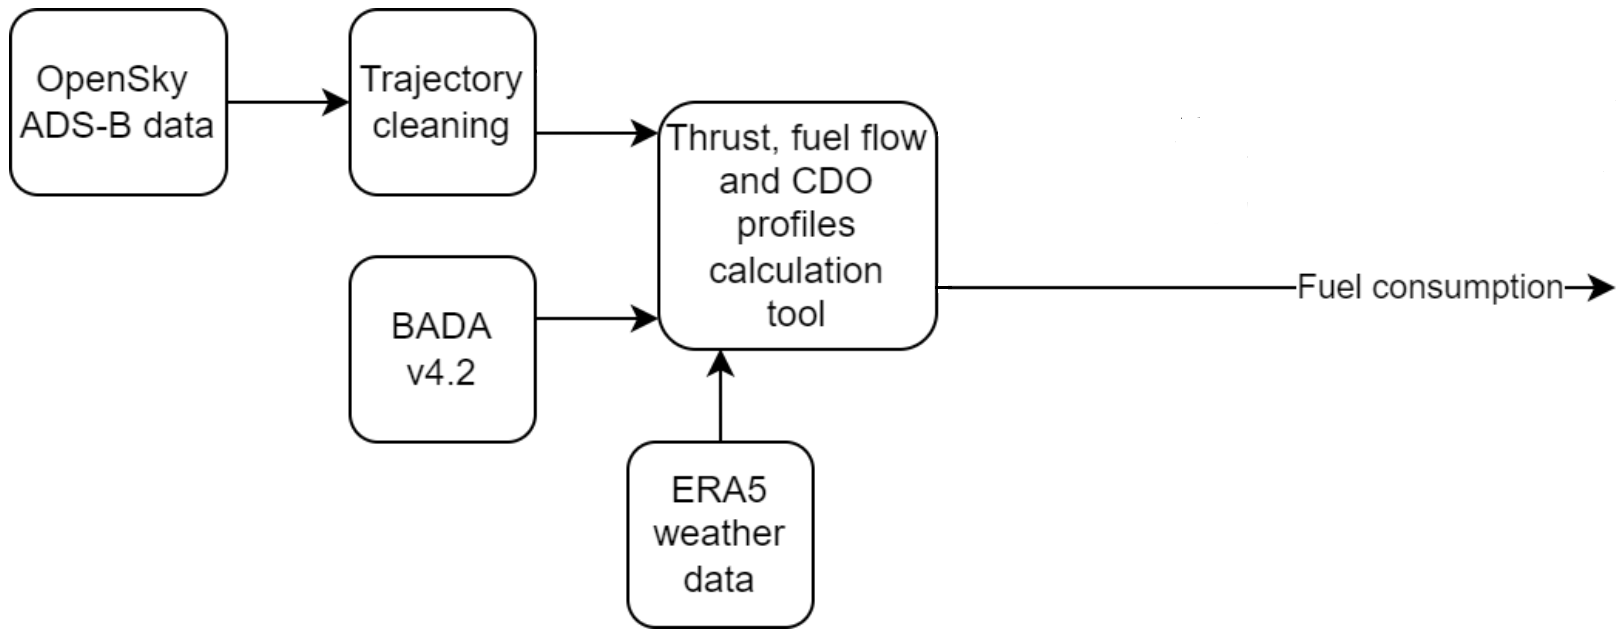 OpenSky
ADS-B data
Trajectory
cleaning
Thrust, fuel flow
and CDO
profiles
calculation
tool
BADA
v4.2
ERA5
weather
data
Fuel consumption